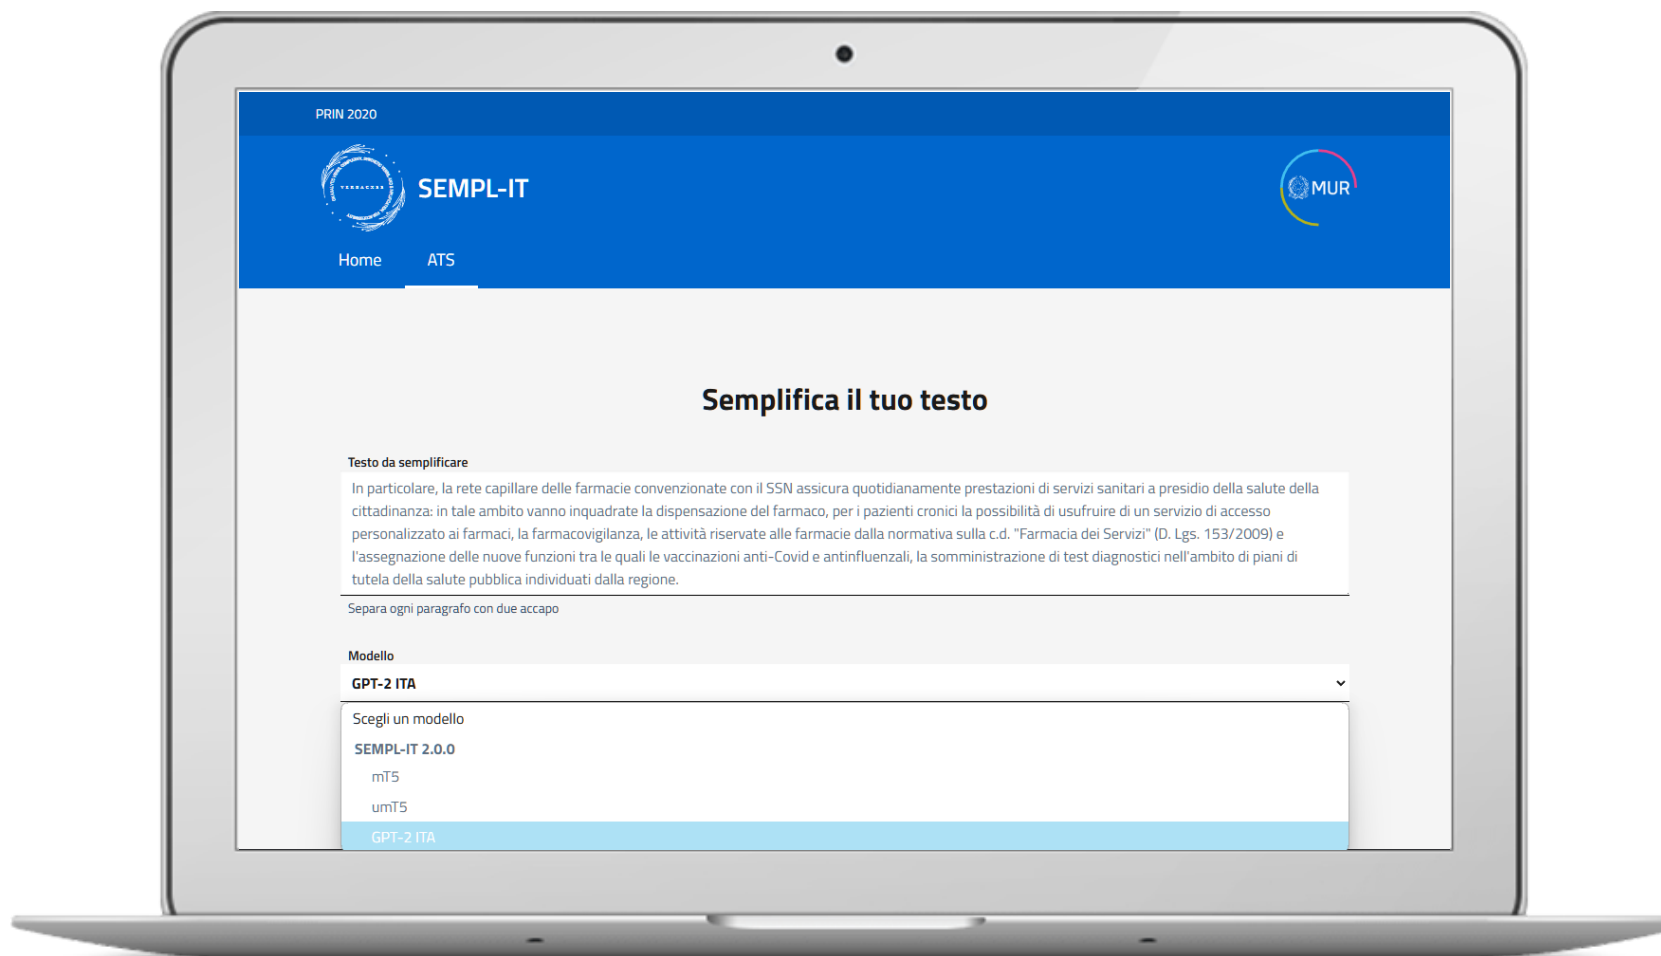 PRIN 2020
VERBACXSS
SEMPL-IT
MUR
Home ATS
Semplifica il tuo testo
Testo da semplificare
In particolare, la rete capillare delle farmacie convenzionate con il SSN assicura quotidianamente prestazioni di servizi sanitari a presidio della salute della
cittadinanza: in tale ambito vanno inquadrate la dispensazione del farmaco, per i pazienti cronici la possibilità di usufruire di un servizio di accesso
personalizzato ai farmaci, la farmacovigilanza, le attività riservate alle farmacie dalla normativa sulla c.d. "Farmacia dei Servizi" (D. Lgs. 153/2009) e
l'assegnazione delle nuove funzioni tra le quali le vaccinazioni anti-Covid e antinfluenzali, la somministrazione di test diagnostici nell'ambito di piani di
tutela della salute pubblica individuati dalla regione.
Separa ogni paragrafo con due accapo
Modello
GPT-2 ITA
Scegli un modello
SEMPL-IT 2.0.0
mT5
umT5
GPT-2 ITA